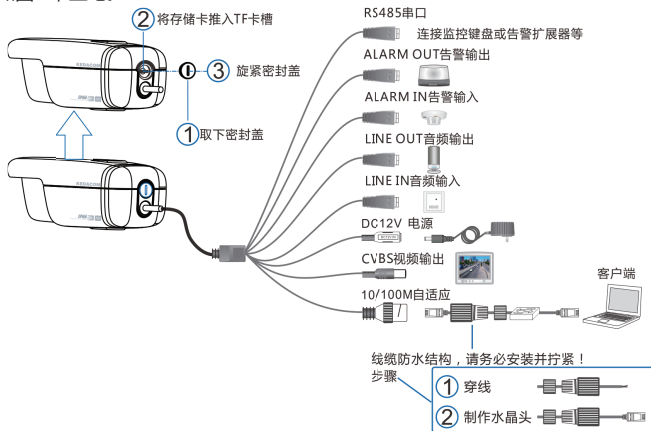 ②将存储卡推入TF卡槽
③ 旋紧密封盖
①取下密封盖
KEDACOM
KEDACOM
RS485串口
连接监控键盘或告警扩展器等
ALARM OUT告警输出
ALARM IN告警输入
LINE OUT音频输出
LINE IN音频输入
DC12V 电源
CVBS视频输出
10/100M自适应
客户端
线缆防水结构，请务必安装并拧紧！
步骤
① 穿线
② 制作水晶头